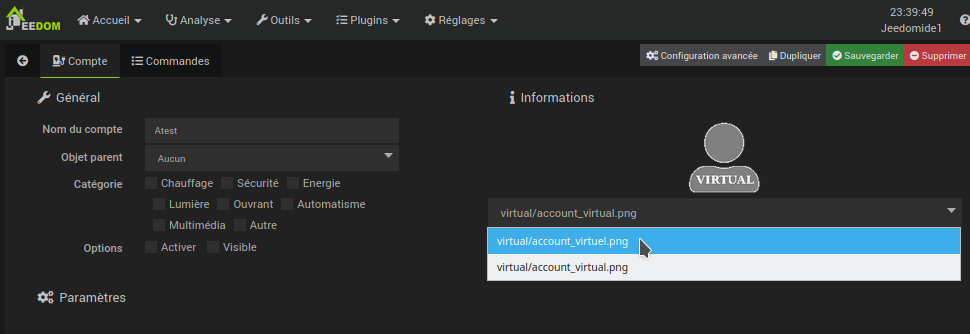 JEEDOM Accueil Analyse Outils Plugins Réglages 23:39:49
Jeedomide1
Compte Commandes Configuration avancée Dupliquer Sauvegarder Supprimer
Général
Nom du compte Atest
Objet parent Aucun
Catégorie Chauffage Sécurité Energie
Lumière Ouvrant Automatisme
Multimédia Autre
Options Activer Visible
Paramètres
Informations
VIRTUAL
virtual/account_virtual.png
virtual/account_virtuel.png
virtual/account_virtual.png